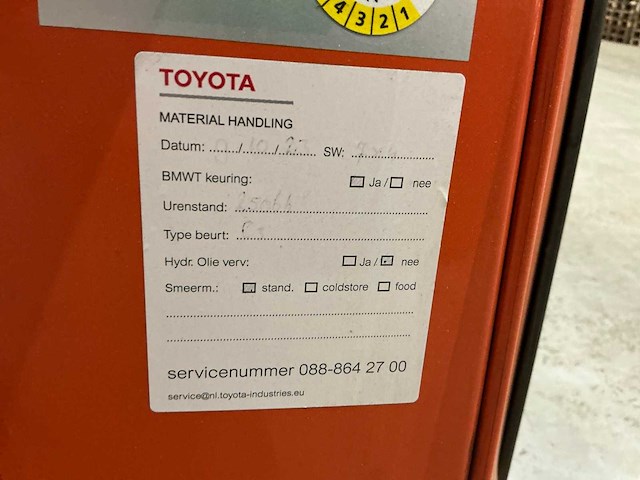 4 3 2 1
TOYOTA
MATERIAL HANDLING
Datum: ....../....../............ SW: ........................
BMWT keuring: Ja / nee
Urenstand: ................................................
Type beurt: ...............................................
Hydr. Olie verv: Ja / nee
Smeerm.: stand. coldstore food
servicenummer 088-864 27 00
service@nl.toyota-industries.eu